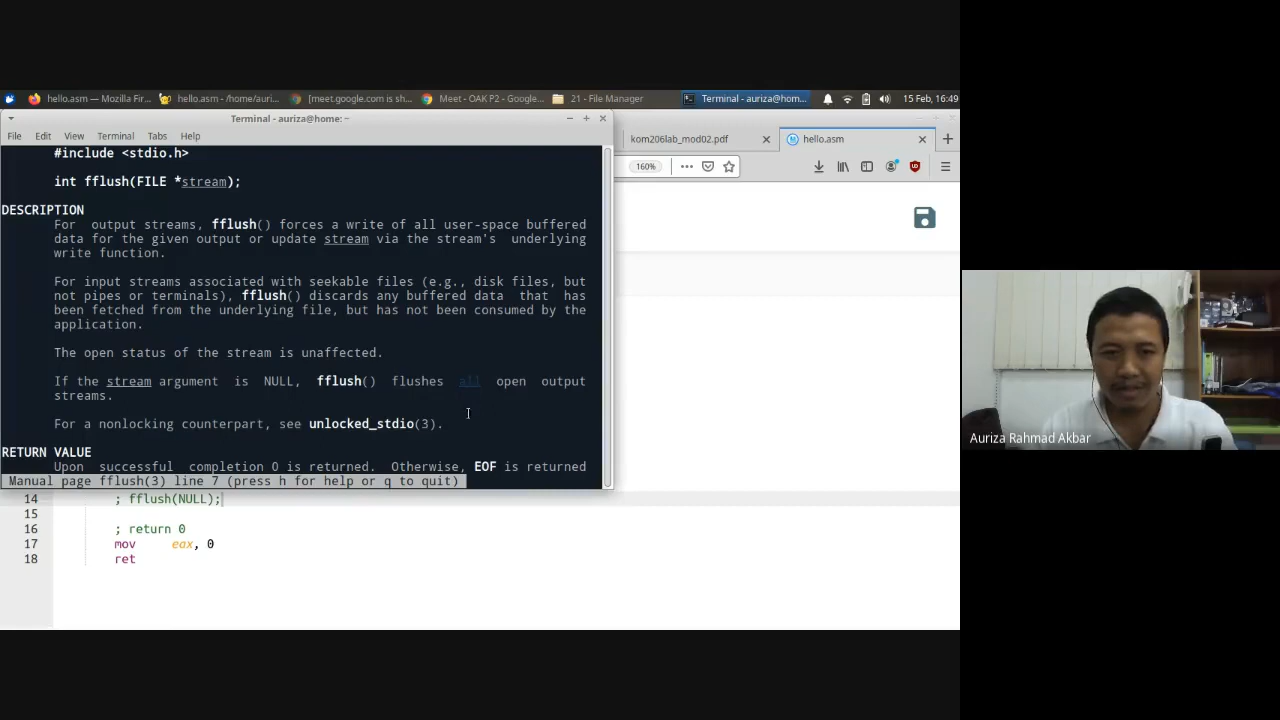 hello.asm — Mozilla Fir...
hello.asm - /home/auri...
[meet.google.com is sh...
Meet - OAK P2 - Google...
21 - File Manager
Terminal - auriza@hom...
15 Feb, 16:49
Terminal - auriza@home: ~
File Edit View Terminal Tabs Help
kom206lab_mod02.pdf
hello.asm
160%
#include <stdio.h>
int fflush(FILE *stream);
DESCRIPTION
For output streams, fflush() forces a write of all user-space buffered
data for the given output or update stream via the stream's underlying
write function.
For input streams associated with seekable files (e.g., disk files, but
not pipes or terminals), fflush() discards any buffered data that has
been fetched from the underlying file, but has not been consumed by the
application.
The open status of the stream is unaffected.
If the stream argument is NULL, fflush() flushes all open output
streams.
For a nonlocking counterpart, see unlocked_stdio(3).
RETURN VALUE
Upon successful completion 0 is returned. Otherwise, EOF is returned
Manual page fflush(3) line 7 (press h for help or q to quit)
14 ; fflush(NULL);
15
16 ; return 0
17 mov eax, 0
18 ret
Auriza Rahmad Akbar